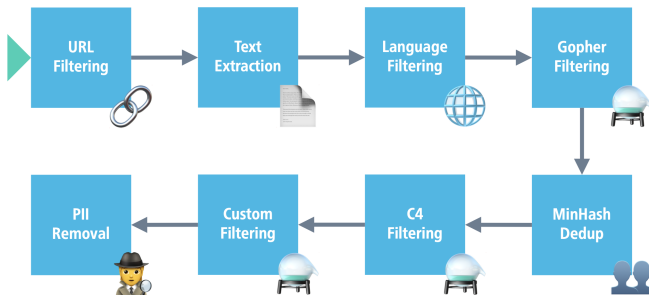 URL
Filtering
Text
Extraction
Language
Filtering
Gopher
Filtering
MinHash
Dedup
C4
Filtering
Custom
Filtering
PII
Removal